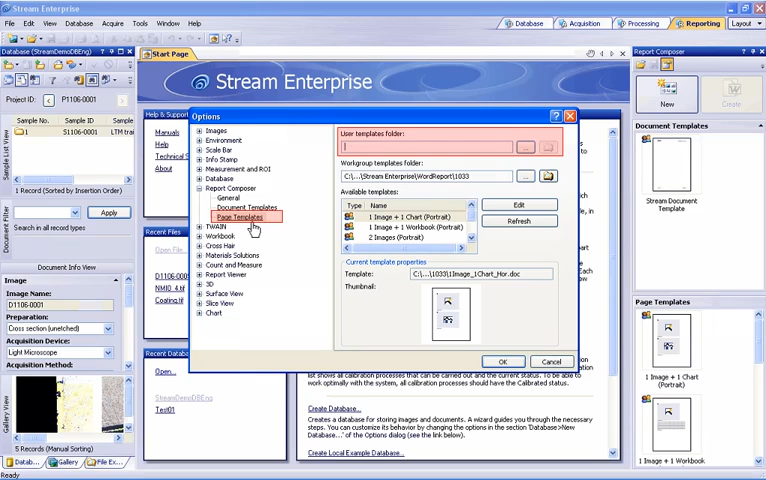 Stream Enterprise
File Edit View Database Acquire Tools Window Help
Database Acquisition Processing Reporting Layout
Database (StreamDemoDBEng)
Project ID: P1106-0001
Sample No. Sample ID Sample
1 S1106-0001 LTM trai
1 Record (Sorted by Insertion Order)
Sample List View
Apply
Search in all record types
Document Filter
Document Info View
Image
Image Name:
D1106-0001
Preparation:
Cross section (unetched)
Acquisition Device:
Light Microscope
Acquisition Method:
Gallery View
5 Records (Manual Sorting)
Datab... Gallery File Ex...
Ready
Start Page
Stream Enterprise
Help & Support
Manuals
Help
Technical S
About
Recent Files
Open File...
D1106-000
NMI0_4.tif
Coating.tif
Recent Datab
Open...
StreamDemoDBEng
Test01
list shows all calibration processes that can be carried out and the current status. To be able to
work optimally with the system, all calibration processes should have the Calibrated status.
Create Database...
Creates a database for storing images and documents. A wizard guides you through the necessary
steps. You can customize its behavior by changing the options in the section 'Database>New
Database...' of the Options dialog (see the link below).
Create Local Example Database...
Options
Images
Environment
Scale Bar
Info Stamp
Measurement and ROI
Database
Report Composer
General
Document Templates
Page Templates
TWAIN
Workbook
Cross Hair
Materials Solutions
Count and Measure
Report Viewer
3D
Surface View
Slice View
Chart
User templates folder:
...
Workgroup templates folder:
C:\...\Stream Enterprise\WordReport\1033
...
Available templates:
Type Name
1 Image + 1 Chart (Portrait)
1 Image + 1 Workbook (Portrait)
2 Images (Portrait)
Edit
Refresh
Current template properties
Template: C:\...\1033\1Image_1Chart_Hor.doc
Thumbnail:
OK Cancel
Report Composer
New Create
Document Templates
Stream Document
Template
Page Templates
1 Image + 1 Chart
(Portrait)
1 Image + 1 Workbook